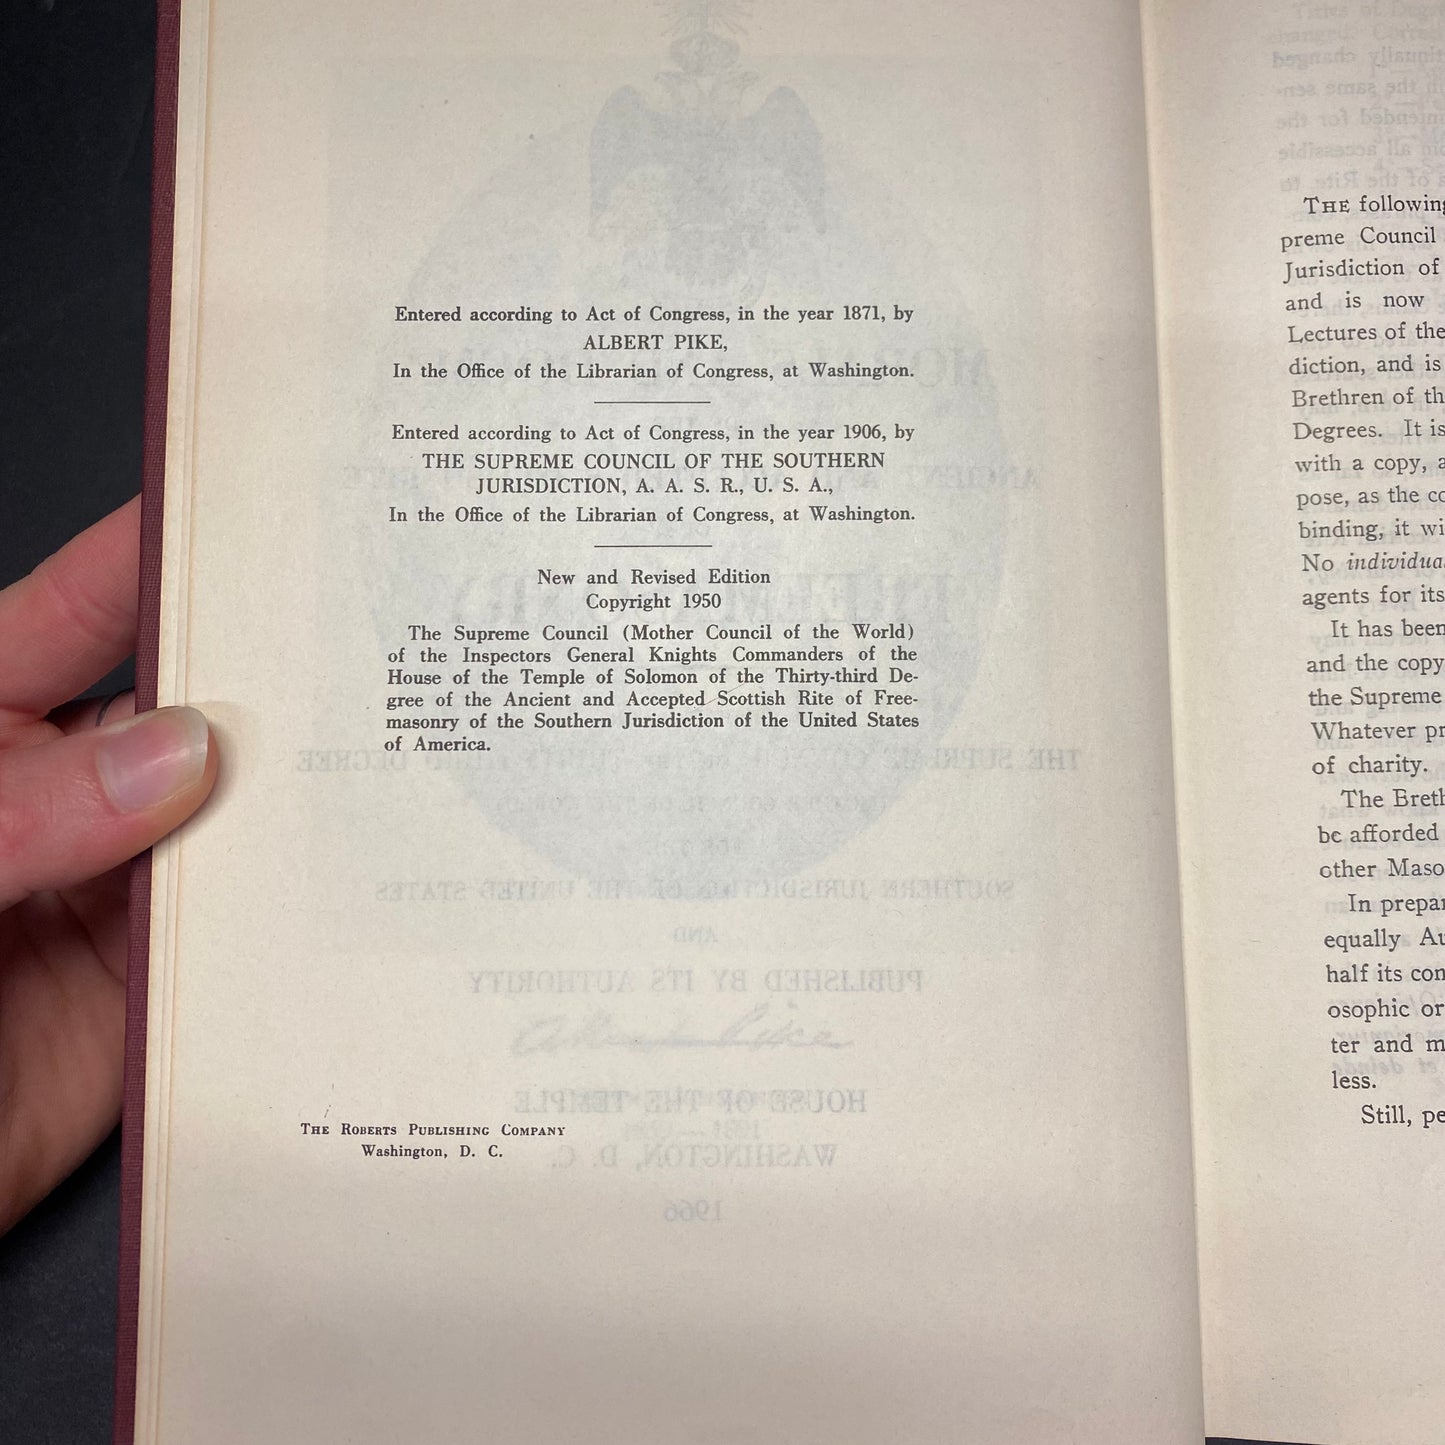 Entered according to Act of Congress, in the year 1871, by
ALBERT PIKE,
In the Office of the Librarian of Congress, at Washington.
Entered according to Act of Congress, in the year 1906, by
THE SUPREME COUNCIL OF THE SOUTHERN
JURISDICTION, A. A. S. R., U. S. A.,
In the Office of the Librarian of Congress, at Washington.
New and Revised Edition
Copyright 1950
The Supreme Council (Mother Council of the World)
of the Inspectors General Knights Commanders of the
House of the Temple of Solomon of the Thirty-third De-
gree of the Ancient and Accepted Scottish Rite of Free-
masonry of the Southern Jurisdiction of the United States
of America.
THE ROBERTS PUBLISHING COMPANY
Washington, D. C.
THE following
preme Council
Jurisdiction of
and is now
Lectures of the
diction, and is
Brethren of th
Degrees. It is
with a copy, a
pose, as the co
binding, it wi
No individua
agents for its
It has been
and the copy
the Supreme
Whatever pr
of charity.
The Breth
be afforded
other Maso
In prepar
equally Au
half its con
osophic or
ter and m
less.
Still, pe